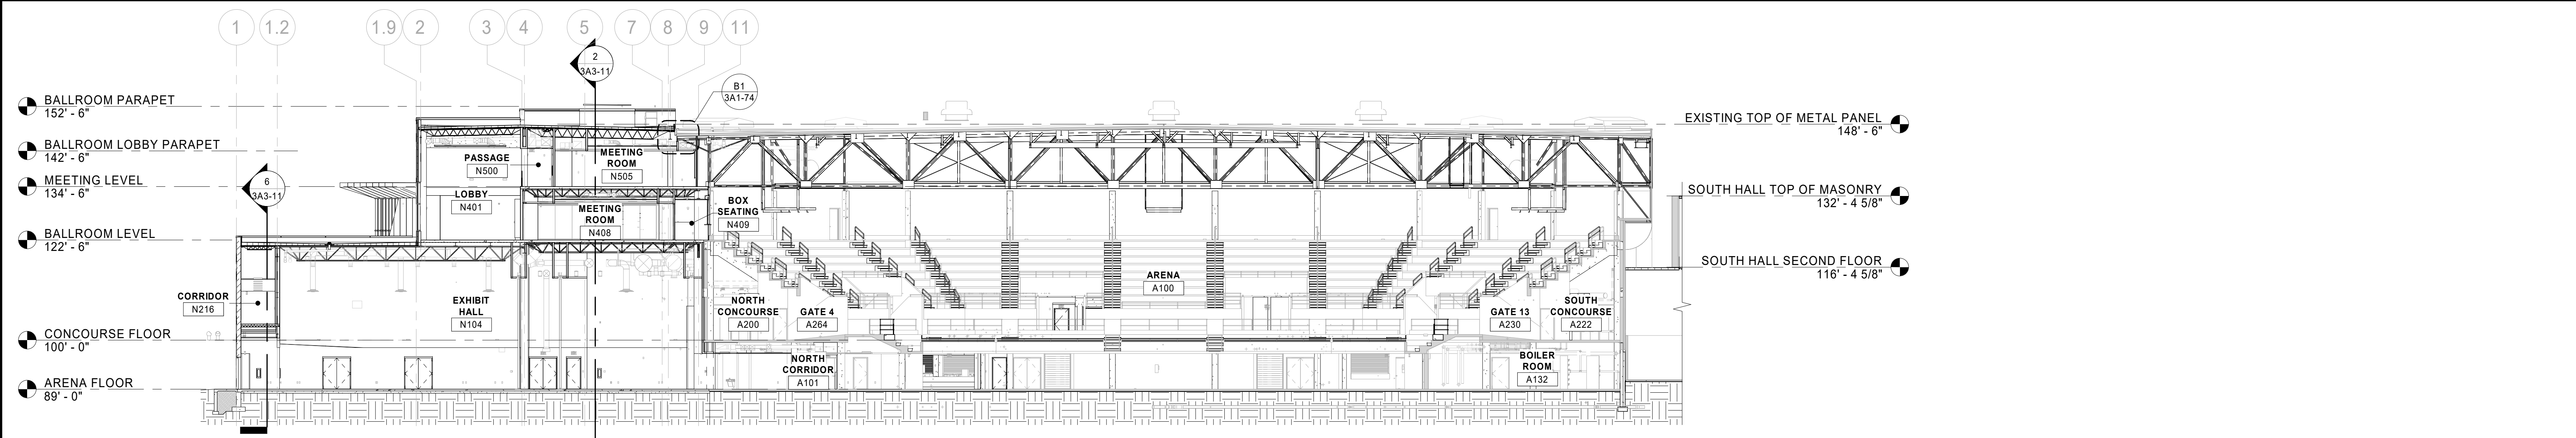 1
1.2
1.9
2
3
4
5
7
8
9
11
2
3A3-11
B1
3A1-74
BALLROOM PARAPET
152' - 6"
BALLROOM LOBBY PARAPET
142' - 6"
MEETING LEVEL
134' - 6"
BALLROOM LEVEL
122' - 6"
CONCOURSE FLOOR
100' - 0"
ARENA FLOOR
89' - 0"
6
3A3-11
CORRIDOR
N216
PASSAGE
N500
MEETING
ROOM
N505
LOBBY
N401
MEETING
ROOM
N408
BOX
SEATING
N409
EXHIBIT
HALL
N104
NORTH
CONCOURSE
A200
GATE 4
A264
NORTH
CORRIDOR
A101
ARENA
A100
GATE 13
A230
SOUTH
CONCOURSE
A222
BOILER
ROOM
A132
EXISTING TOP OF METAL PANEL
148' - 6"
SOUTH HALL TOP OF MASONRY
132' - 4 5/8"
SOUTH HALL SECOND FLOOR
116' - 4 5/8"